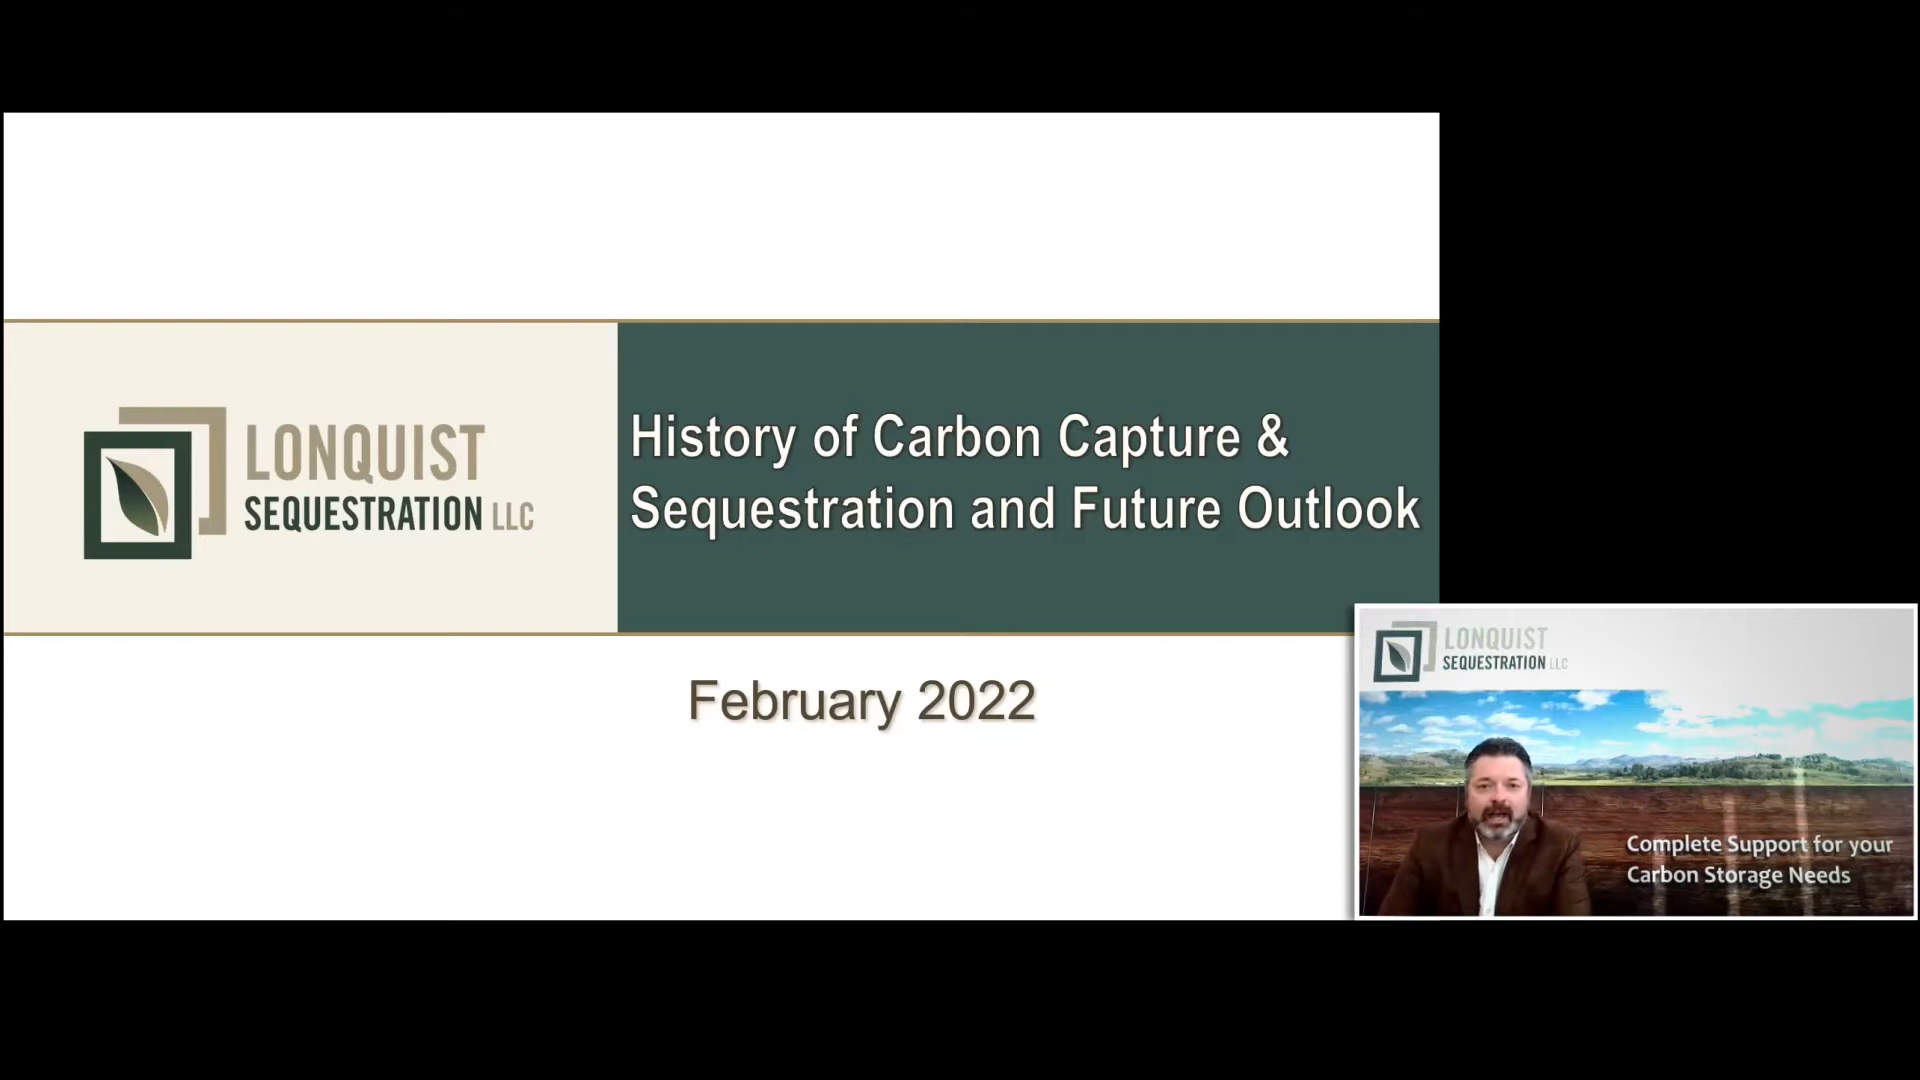 LONQUIST
SEQUESTRATION LLC
History of Carbon Capture &
Sequestration and Future Outlook
February 2022
LONQUIST
SEQUESTRATION LLC
Complete Support for your
Carbon Storage Needs